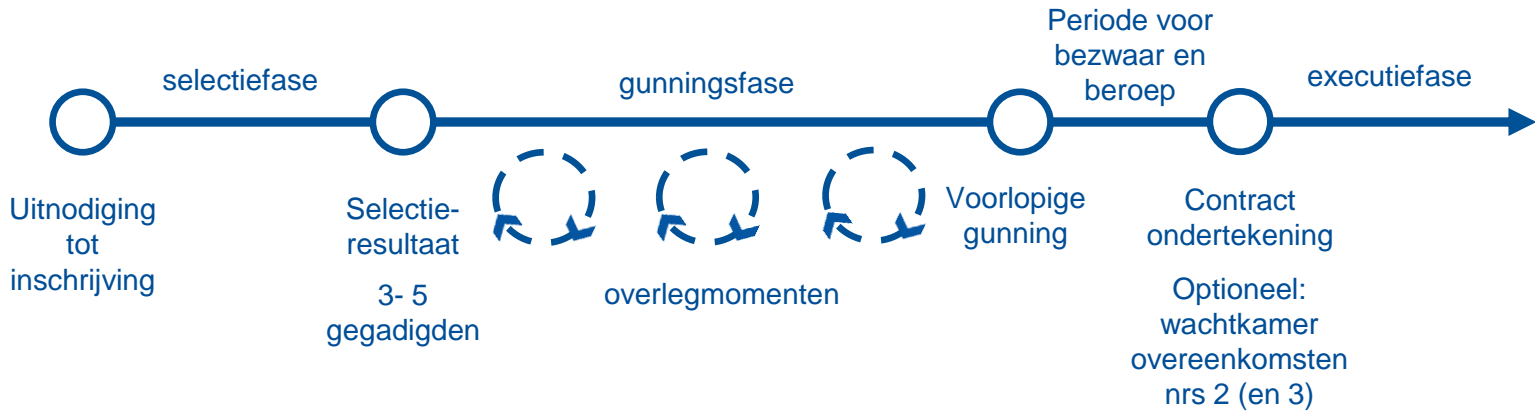 Periode voor
bezwaar en
beroep
selectiefase
gunningsfase
executiefase
Uitnodiging
tot
inschrijving
Selectie-
resultaat
3- 5
gegadigden
overlegmomenten
Voorlopige
gunning
Contract
ondertekening
Optioneel:
wachtkamer
overeenkomsten
nrs 2 (en 3)